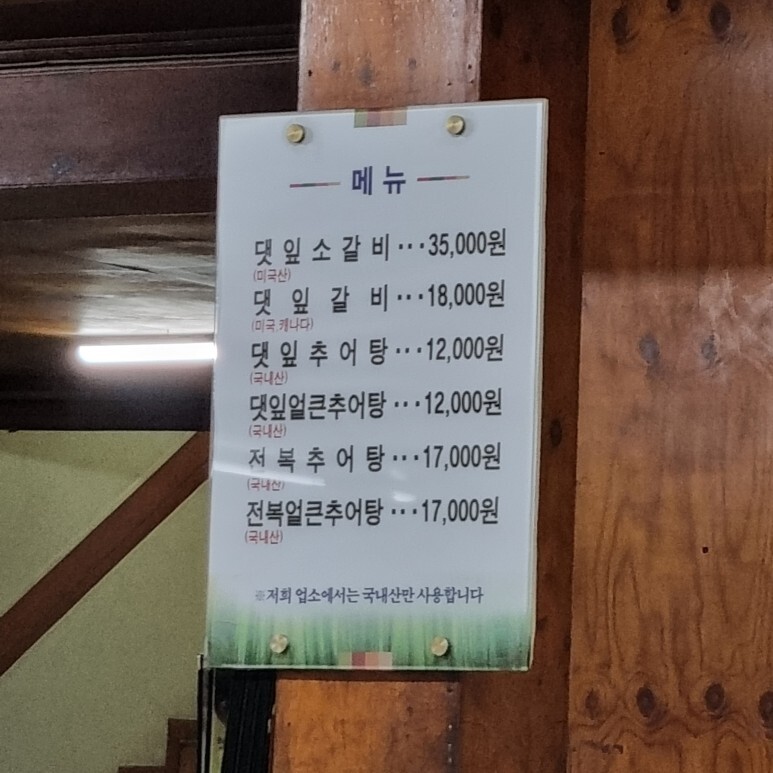 메뉴
댓잎소갈비···35,000원
(미국산)
댓잎갈비···18,000원
(미국,캐나다)
댓잎추어탕···12,000원
(국내산)
댓잎얼큰추어탕···12,000원
(국내산)
전복추어탕···17,000원
(국내산)
전복얼큰추어탕···17,000원
(국내산)
※저희 업소에서는 국내산만 사용합니다